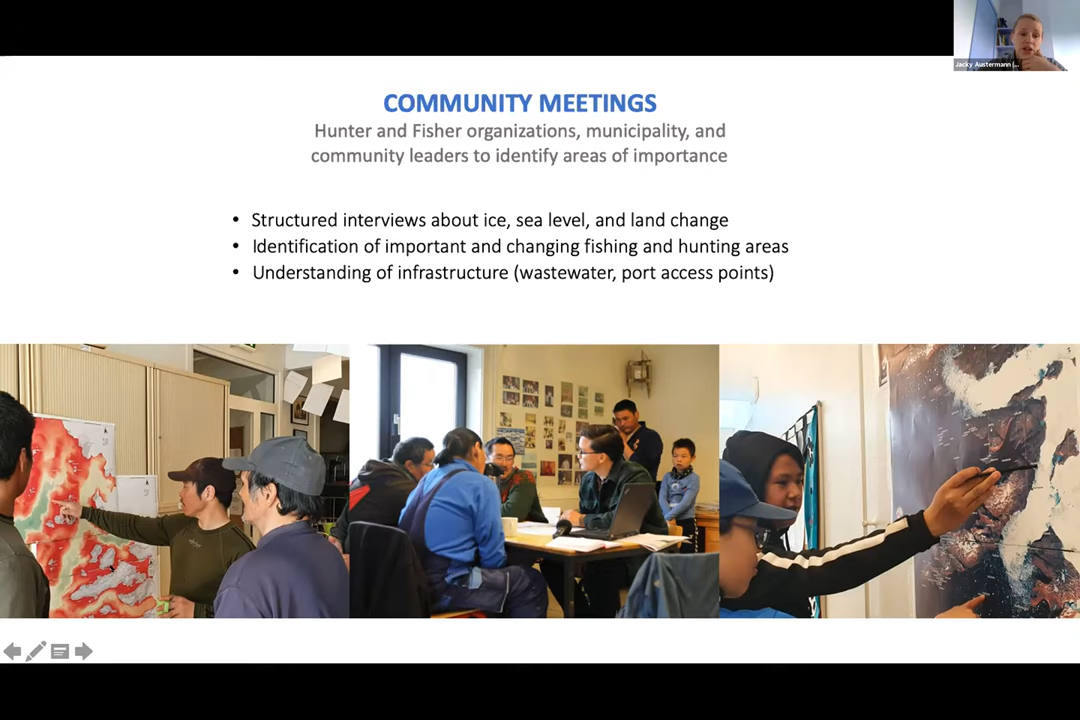 Jacky Austermann (...
COMMUNITY MEETINGS
Hunter and Fisher organizations, municipality, and
community leaders to identify areas of importance
• Structured interviews about ice, sea level, and land change
• Identification of important and changing fishing and hunting areas
• Understanding of infrastructure (wastewater, port access points)